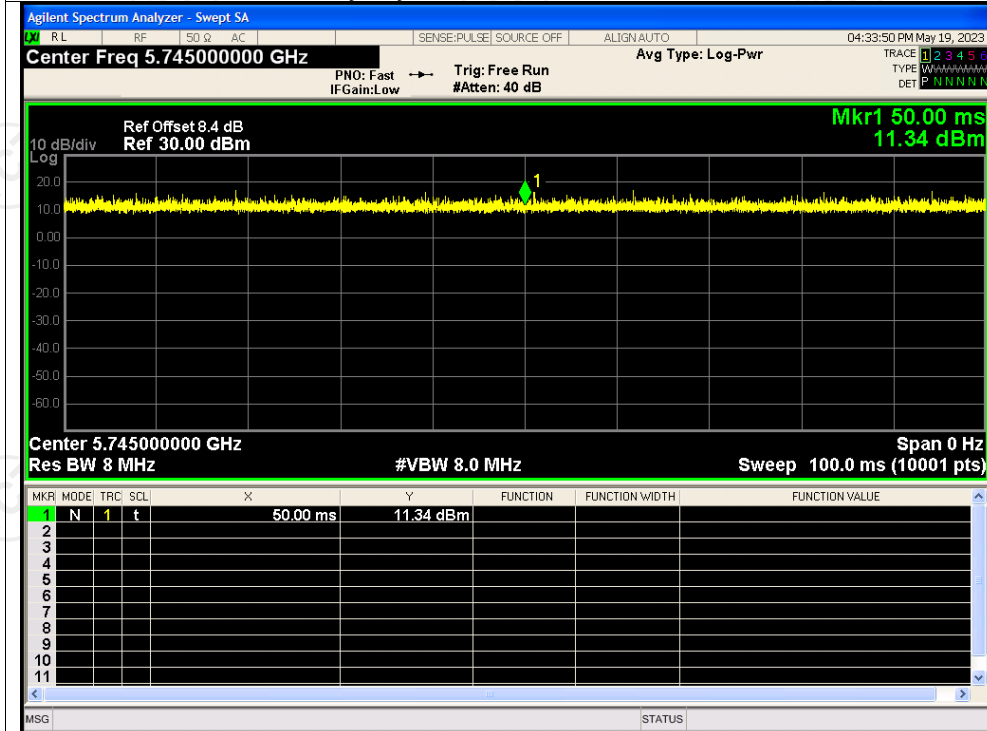 Agilent Spectrum Analyzer - Swept SA
LXI RL RF 50 Ω AC SENSE:PULSE SOURCE OFF ALIGN AUTO 04:33:50 PM May 19, 2023
Center Freq 5.745000000 GHz Avg Type: Log-Pwr TRACE 1 2 3 4 5 6
PNO: Fast Trig: Free Run TYPE W
IFGain:Low #Atten: 40 dB DET P N N N N N
Mkr1 50.00 ms
Ref Offset 8.4 dB
10 dB/div Ref 30.00 dBm 11.34 dBm
Log
20.0
1
10.0
0.00
-10.0
-20.0
-30.0
-40.0
-50.0
-60.0
Center 5.745000000 GHz Span 0 Hz
Res BW 8 MHz #VBW 8.0 MHz Sweep 100.0 ms (10001 pts)
MKR MODE TRC SCL X Y FUNCTION FUNCTION WIDTH FUNCTION VALUE
1 N 1 t 50.00 ms 11.34 dBm
2
3
4
5
6
7
8
9
10
11
MSG STATUS